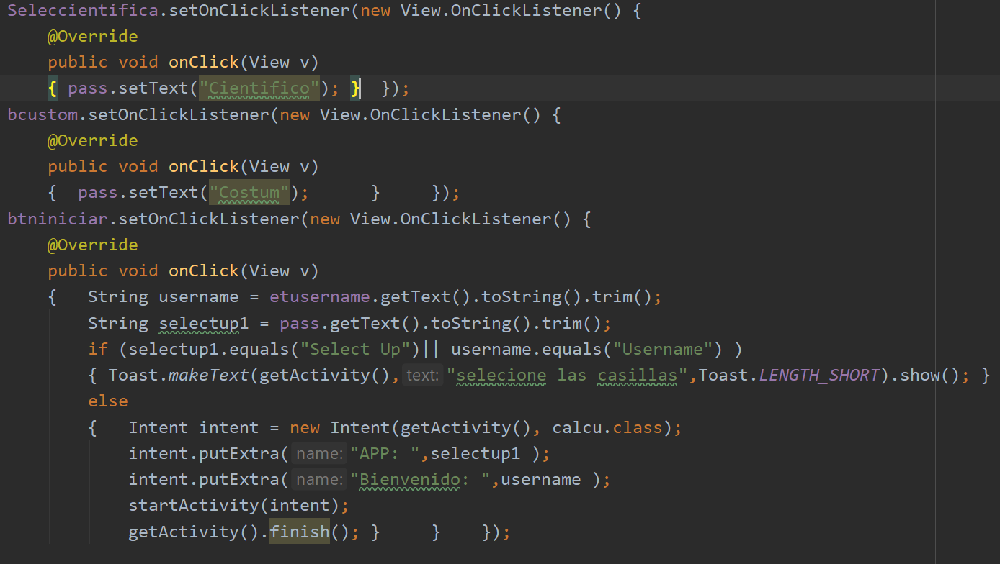 Seleccientifica.setOnClickListener(new View.OnClickListener() {
@Override
public void onClick(View v)
{ pass.setText("Cientifico"); }  });
bcustom.setOnClickListener(new View.OnClickListener() {
@Override
public void onClick(View v)
{  pass.setText("Costum");      }     });
btniniciar.setOnClickListener(new View.OnClickListener() {
@Override
public void onClick(View v)
{   String username = etusername.getText().toString().trim();
String selectup1 = pass.getText().toString().trim();
if (selectup1.equals("Select Up")|| username.equals("Username") )
{ Toast.makeText(getActivity(), text: "selecione las casillas",Toast.LENGTH_SHORT).show(); }
else
{   Intent intent = new Intent(getActivity(), calcu.class);
intent.putExtra( name: "APP: ",selectup1 );
intent.putExtra( name: "Bienvenido: ",username );
startActivity(intent);
getActivity().finish(); }     }    });